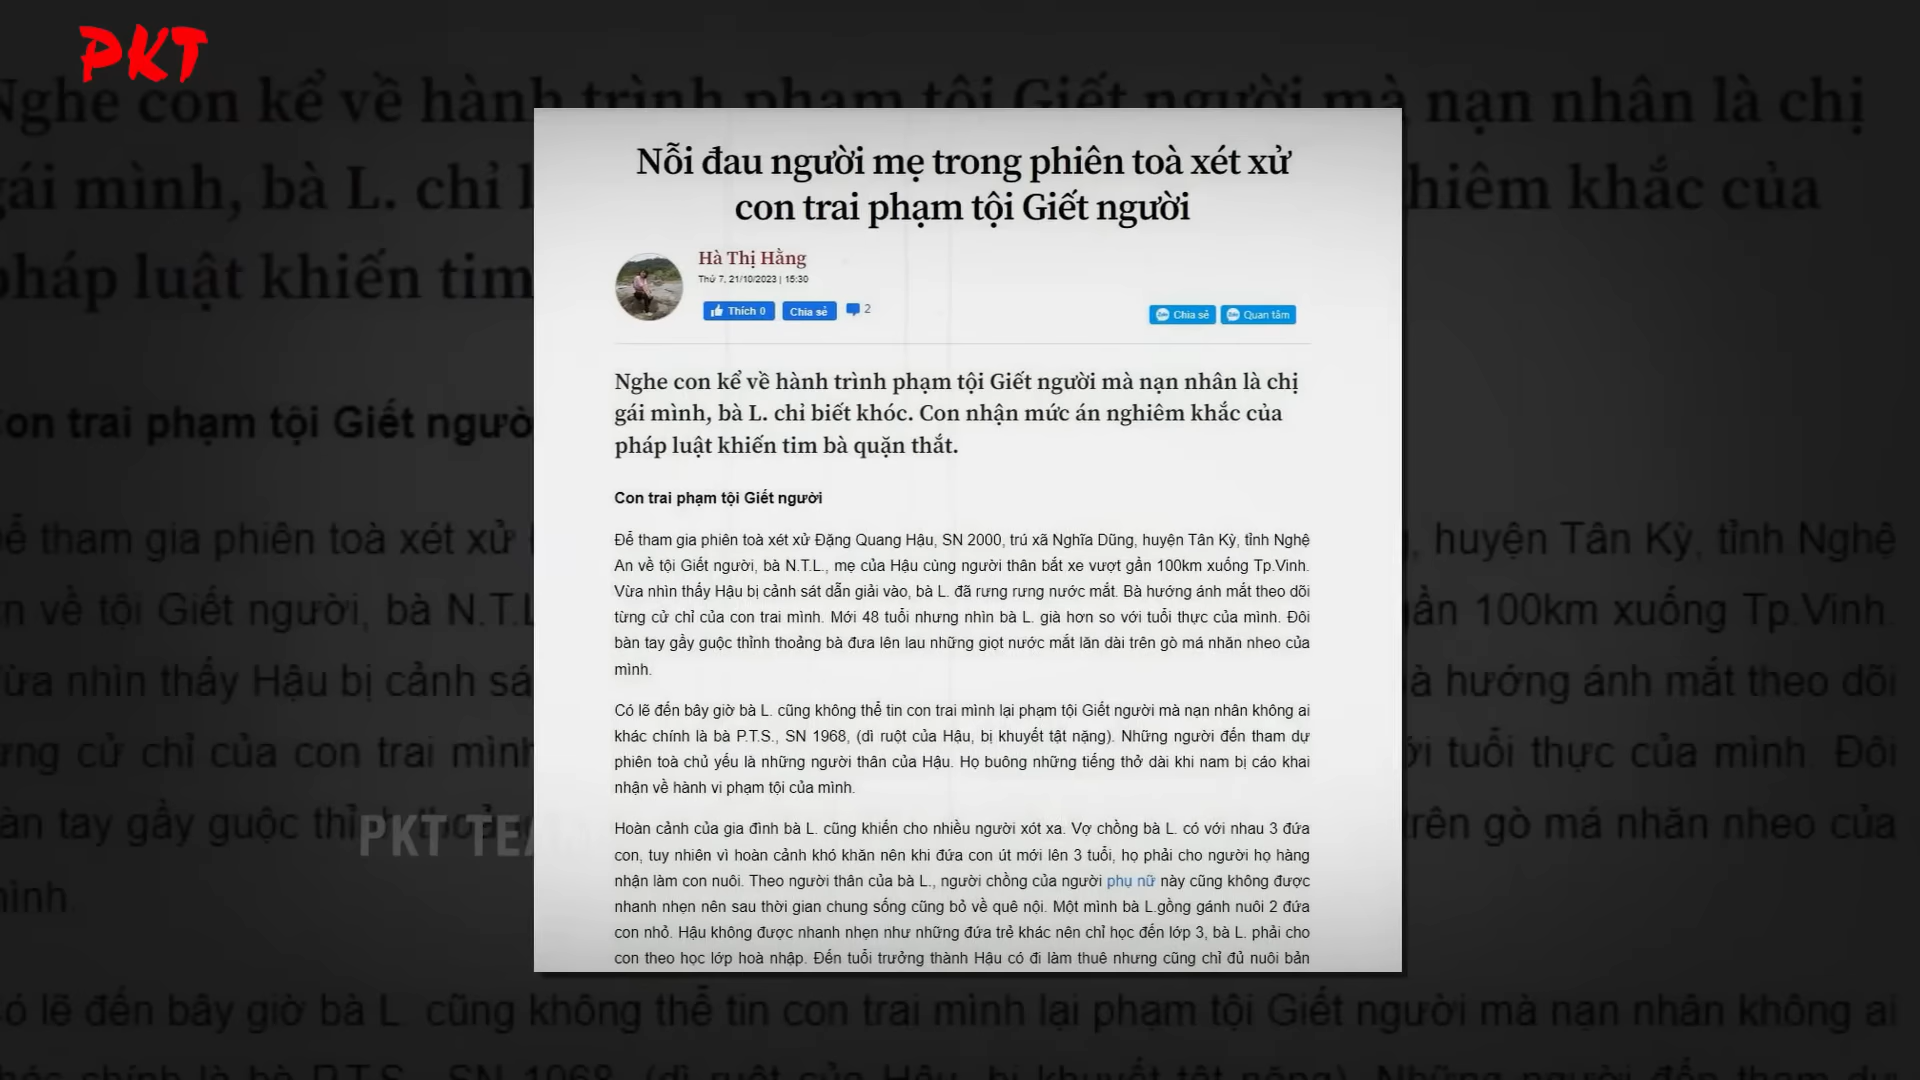 PKT
Nỗi đau người mẹ trong phiên toà xét xử
con trai phạm tội Giết người
Hà Thị Hằng
Thứ 7, 21/10/2023 | 15:30
Thích 0
Chia sẻ
2
Chia sẻ
Quan tâm
Nghe con kể về hành trình phạm tội Giết người mà nạn nhân là chị
gái mình, bà L. chỉ biết khóc. Con nhận mức án nghiêm khắc của
pháp luật khiến tim bà quặn thắt.
Con trai phạm tội Giết người
Để tham gia phiên toà xét xử Đặng Quang Hậu, SN 2000, trú xã Nghĩa Dũng, huyện Tân Kỳ, tỉnh Nghệ
An về tội Giết người, bà N.T.L., mẹ của Hậu cùng người thân bắt xe vượt gần 100km xuống Tp.Vinh.
Vừa nhìn thấy Hậu bị cảnh sát dẫn giải vào, bà L. đã rưng rưng nước mắt. Bà hướng ánh mắt theo dõi
từng cử chỉ của con trai mình. Mới 48 tuổi nhưng nhìn bà L. già hơn so với tuổi thực của mình. Đôi
bàn tay gầy guộc thỉnh thoảng bà đưa lên lau những giọt nước mắt lăn dài trên gò má nhăn nheo của
mình.
Có lẽ đến bây giờ bà L. cũng không thể tin con trai mình lại phạm tội Giết người mà nạn nhân không ai
khác chính là bà P.T.S., SN 1968, (dì ruột của Hậu, bị khuyết tật nặng). Những người đến tham dự
phiên toà chủ yếu là những người thân của Hậu. Họ buông những tiếng thở dài khi nam bị cáo khai
nhận về hành vi phạm tội của mình.
Hoàn cảnh của gia đình bà L. cũng khiến cho nhiều người xót xa. Vợ chồng bà L. có với nhau 3 đứa
con, tuy nhiên vì hoàn cảnh khó khăn nên khi đứa con út mới lên 3 tuổi, họ phải cho người họ hàng
nhận làm con nuôi. Theo người thân của bà L., người chồng của người phụ nữ này cũng không được
nhanh nhẹn nên sau thời gian chung sống cũng bỏ về quê nội. Một mình bà L.gồng gánh nuôi 2 đứa
con nhỏ. Hậu không được nhanh nhẹn như những đứa trẻ khác nên chỉ học đến lớp 3, bà L. phải cho
con theo học lớp hoà nhập. Đến tuổi trưởng thành Hậu có đi làm thuê nhưng cũng chỉ đủ nuôi bản